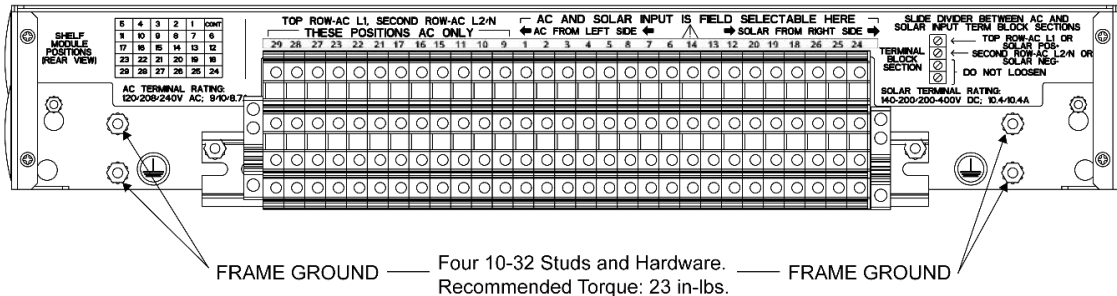 SHELF
MODULE
POSITIONS
(REAR VIEW)
5 4 3 2 1 CONT
11 10 9 8 7 6
17 16 15 14 13 12
23 22 21 20 19 18
29 28 27 26 25 24
AC TERMINAL RATING:
120/208/240V AC; 9/10/8.7
TOP ROW-AC L1, SECOND ROW-AC L2/N
THESE POSITIONS AC ONLY
AC AND SOLAR INPUT IS FIELD SELECTABLE HERE
← AC FROM LEFT SIDE ← → SOLAR FROM RIGHT SIDE →
29 28 27 23 22 21 17 16 15 11 10 9 1 2 3 4 5 8 7 6 14 13 12 20 19 18 26 25 24
SLIDE DIVIDER BETWEEN AC AND
SOLAR INPUT TERM BLOCK SECTIONS
TERMINAL
BLOCK
SECTION
TOP ROW-AC L1 OR
SOLAR POS+
SECOND ROW-AC L2/N OR
SOLAR NEG-
DO NOT LOOSEN
SOLAR TERMINAL RATING:
140-200/200-400V DC; 10.4/10.4A
FRAME GROUND
Four 10-32 Studs and Hardware.
Recommended Torque: 23 in-lbs.
FRAME GROUND